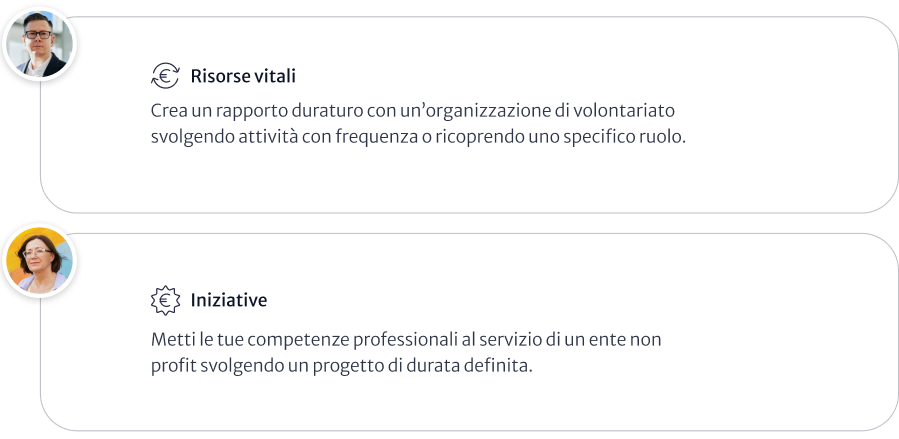 Risorse vitali
Crea un rapporto duraturo con un’organizzazione di volontariato
svolgendo attività con frequenza o ricoprendo uno specifico ruolo.
Iniziative
Metti le tue competenze professionali al servizio di un ente non
profit svolgendo un progetto di durata definita.